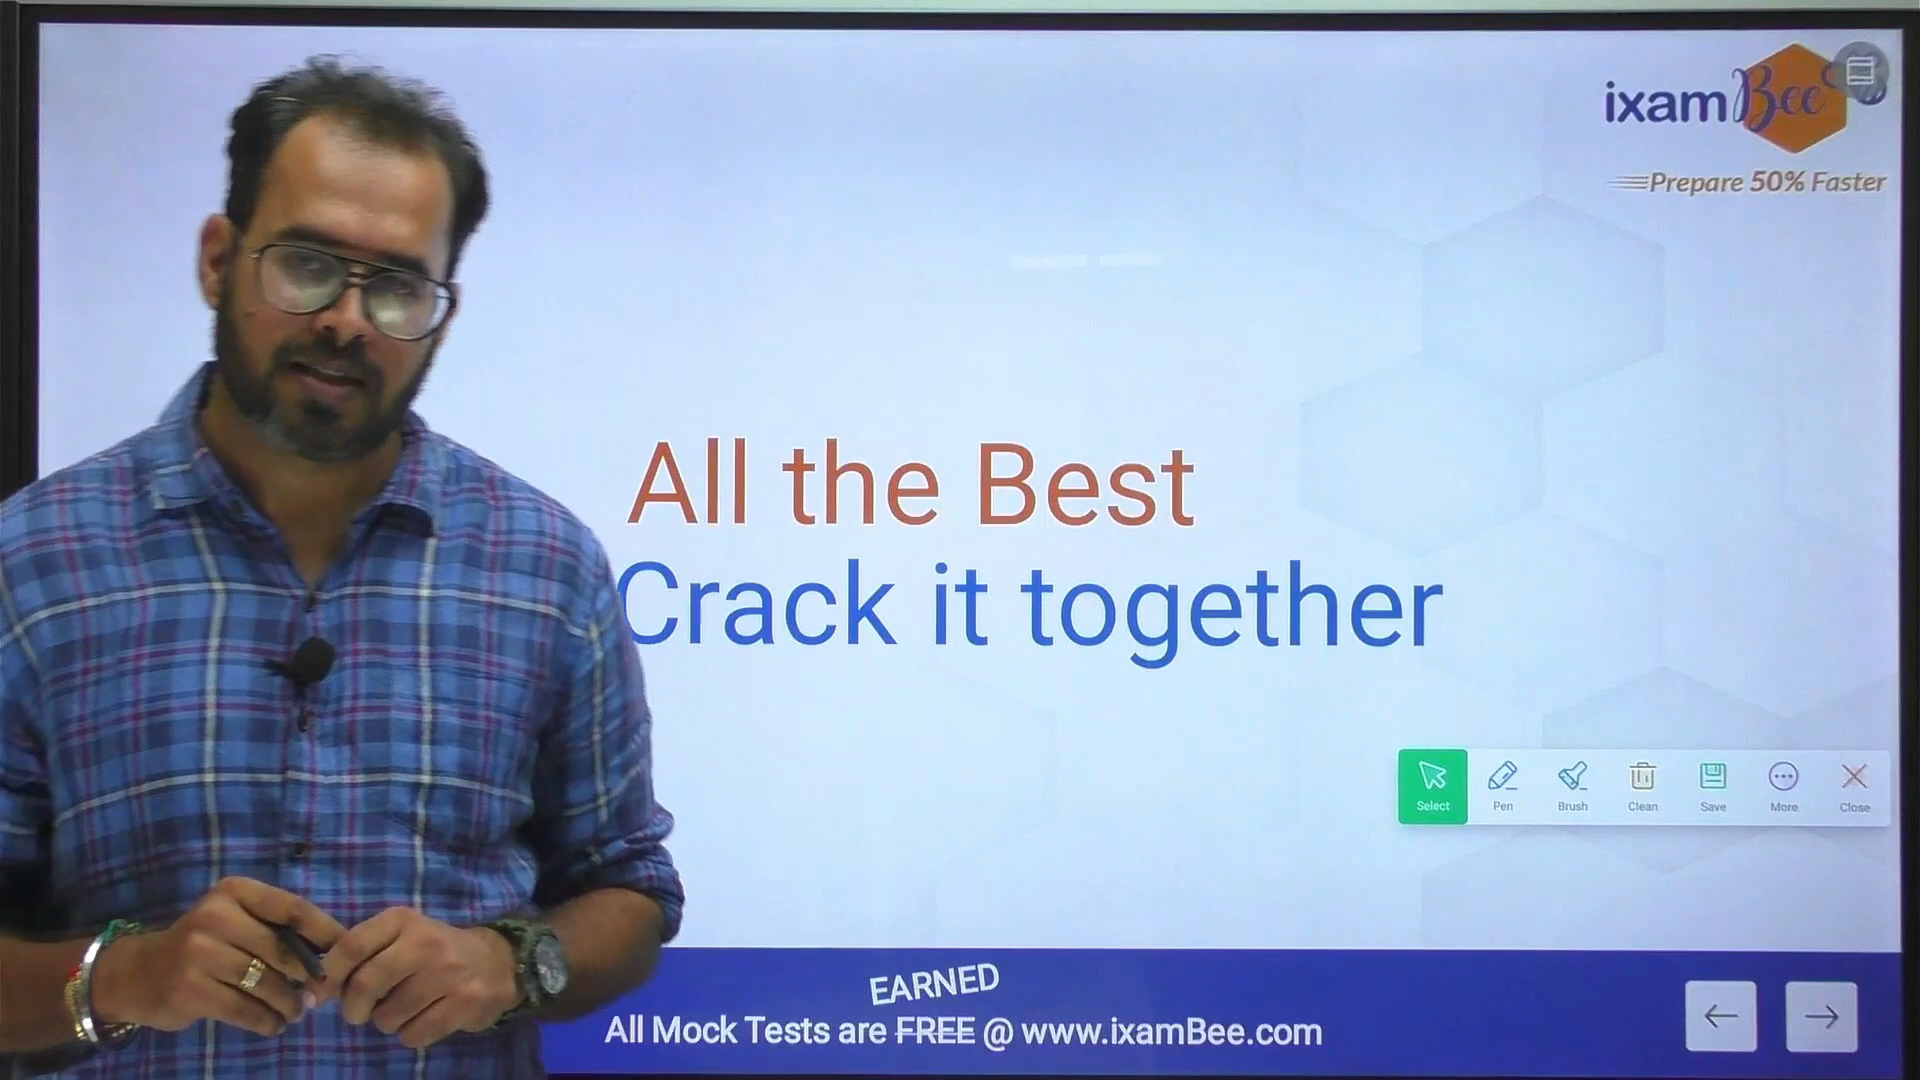 ixamBee
Prepare 50% Faster
All the Best
Crack it together
Select
Pen
Brush
Clean
Save
More
Close
EARNED
All Mock Tests are FREE @ www.ixamBee.com